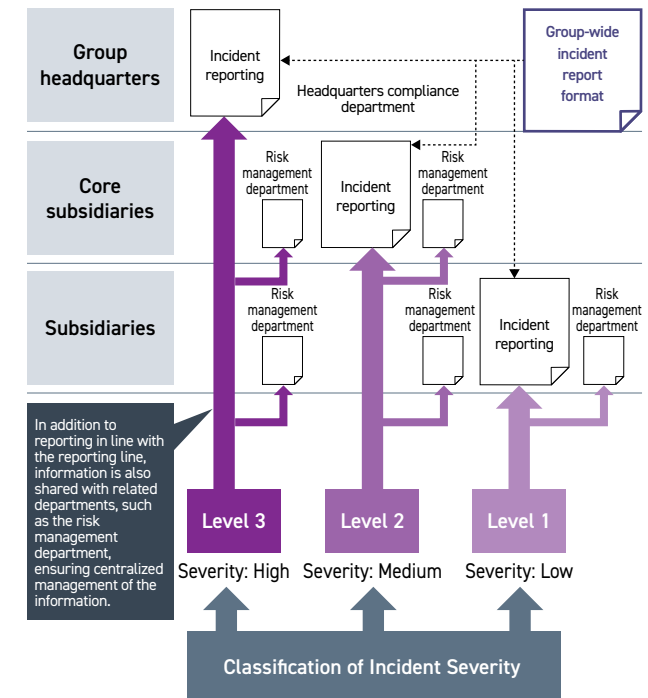 Group
headquarters
Incident
reporting
Group-wide
incident
report
format
Headquarters compliance
department
Core
subsidiaries
Risk
management
department
Incident
reporting
Risk
management
department
Subsidiaries
Risk
management
department
Risk
management
department
Incident
reporting
Risk
management
department
In addition to
reporting in line with
the reporting line,
information is also
shared with related
departments, such
as the risk
management
department,
ensuring centralized
management of the
information.
Level 3
Level 2
Level 1
Severity: High
Severity: Medium
Severity: Low
Classification of Incident Severity